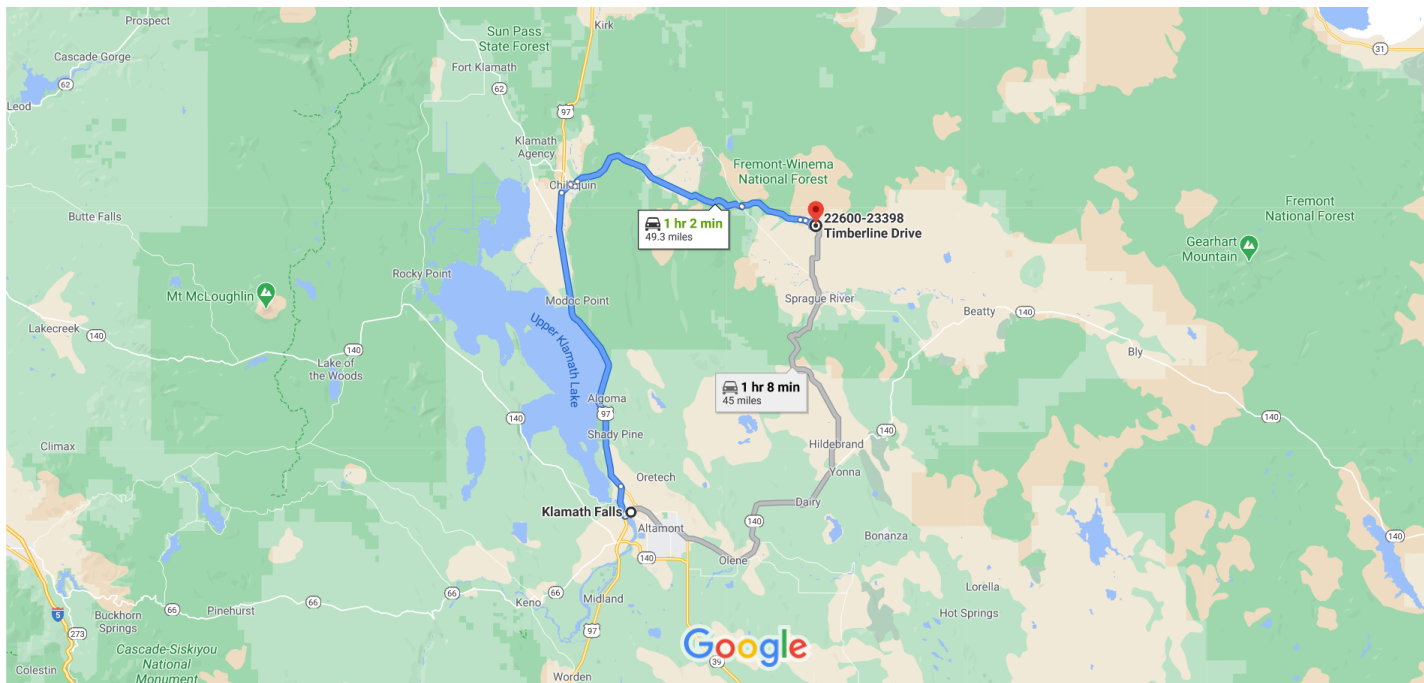 Prospect
Kirk
Sun Pass
State Forest
31
Cascade Gorge
Fort Klamath
62
62
Leod
97
Klamath
Agency
Fremont-Winema
National Forest
Chiloquin
Fremont
National Forest
22600-23398
Timberline Drive
1 hr 2 min
49.3 miles
Butte Falls
Gearhart
Mountain
Rocky Point
Mt McLoughlin
Modoc Point
Sprague River
Beatty
140
Lakecreek
140
Upper Klamath Lake
140
Bly
Lake of
the Woods
1 hr 8 min
45 miles
Algoma
97
140
140
Shady Pine
140
Hildebrand
Climax
Yonna
Oretech
Dairy
Klamath Falls
140
Altamont
Bonanza
140
140
Olene
Lorella
66
Keno
66
Midland
66
Pinehurst
66
Hot Springs
5
Buckhorn
Springs
97
273
Google
39
Cascade-Siskiyou
National
Monument
Colestin
Worden